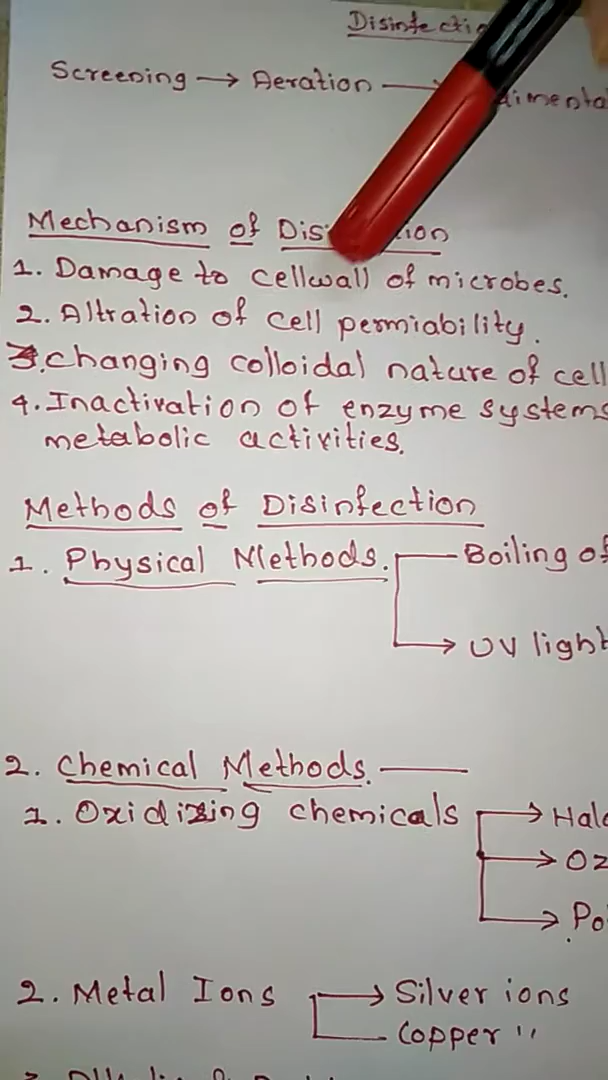 Screening → Aeration →
Mechanism of
1. Damage to cellwall of microbes.
2. Altration of cell permiability.
3. changing colloidal nature of cell
4. Inactivation of enzyme systems
metabolic activities.
Methods of Disinfection
1. Physical Methods. Boiling of
→ UV light
2. Chemical Methods.
1. Oxidizing chemicals →
2. Metal Ions → Silver ions
Copper "